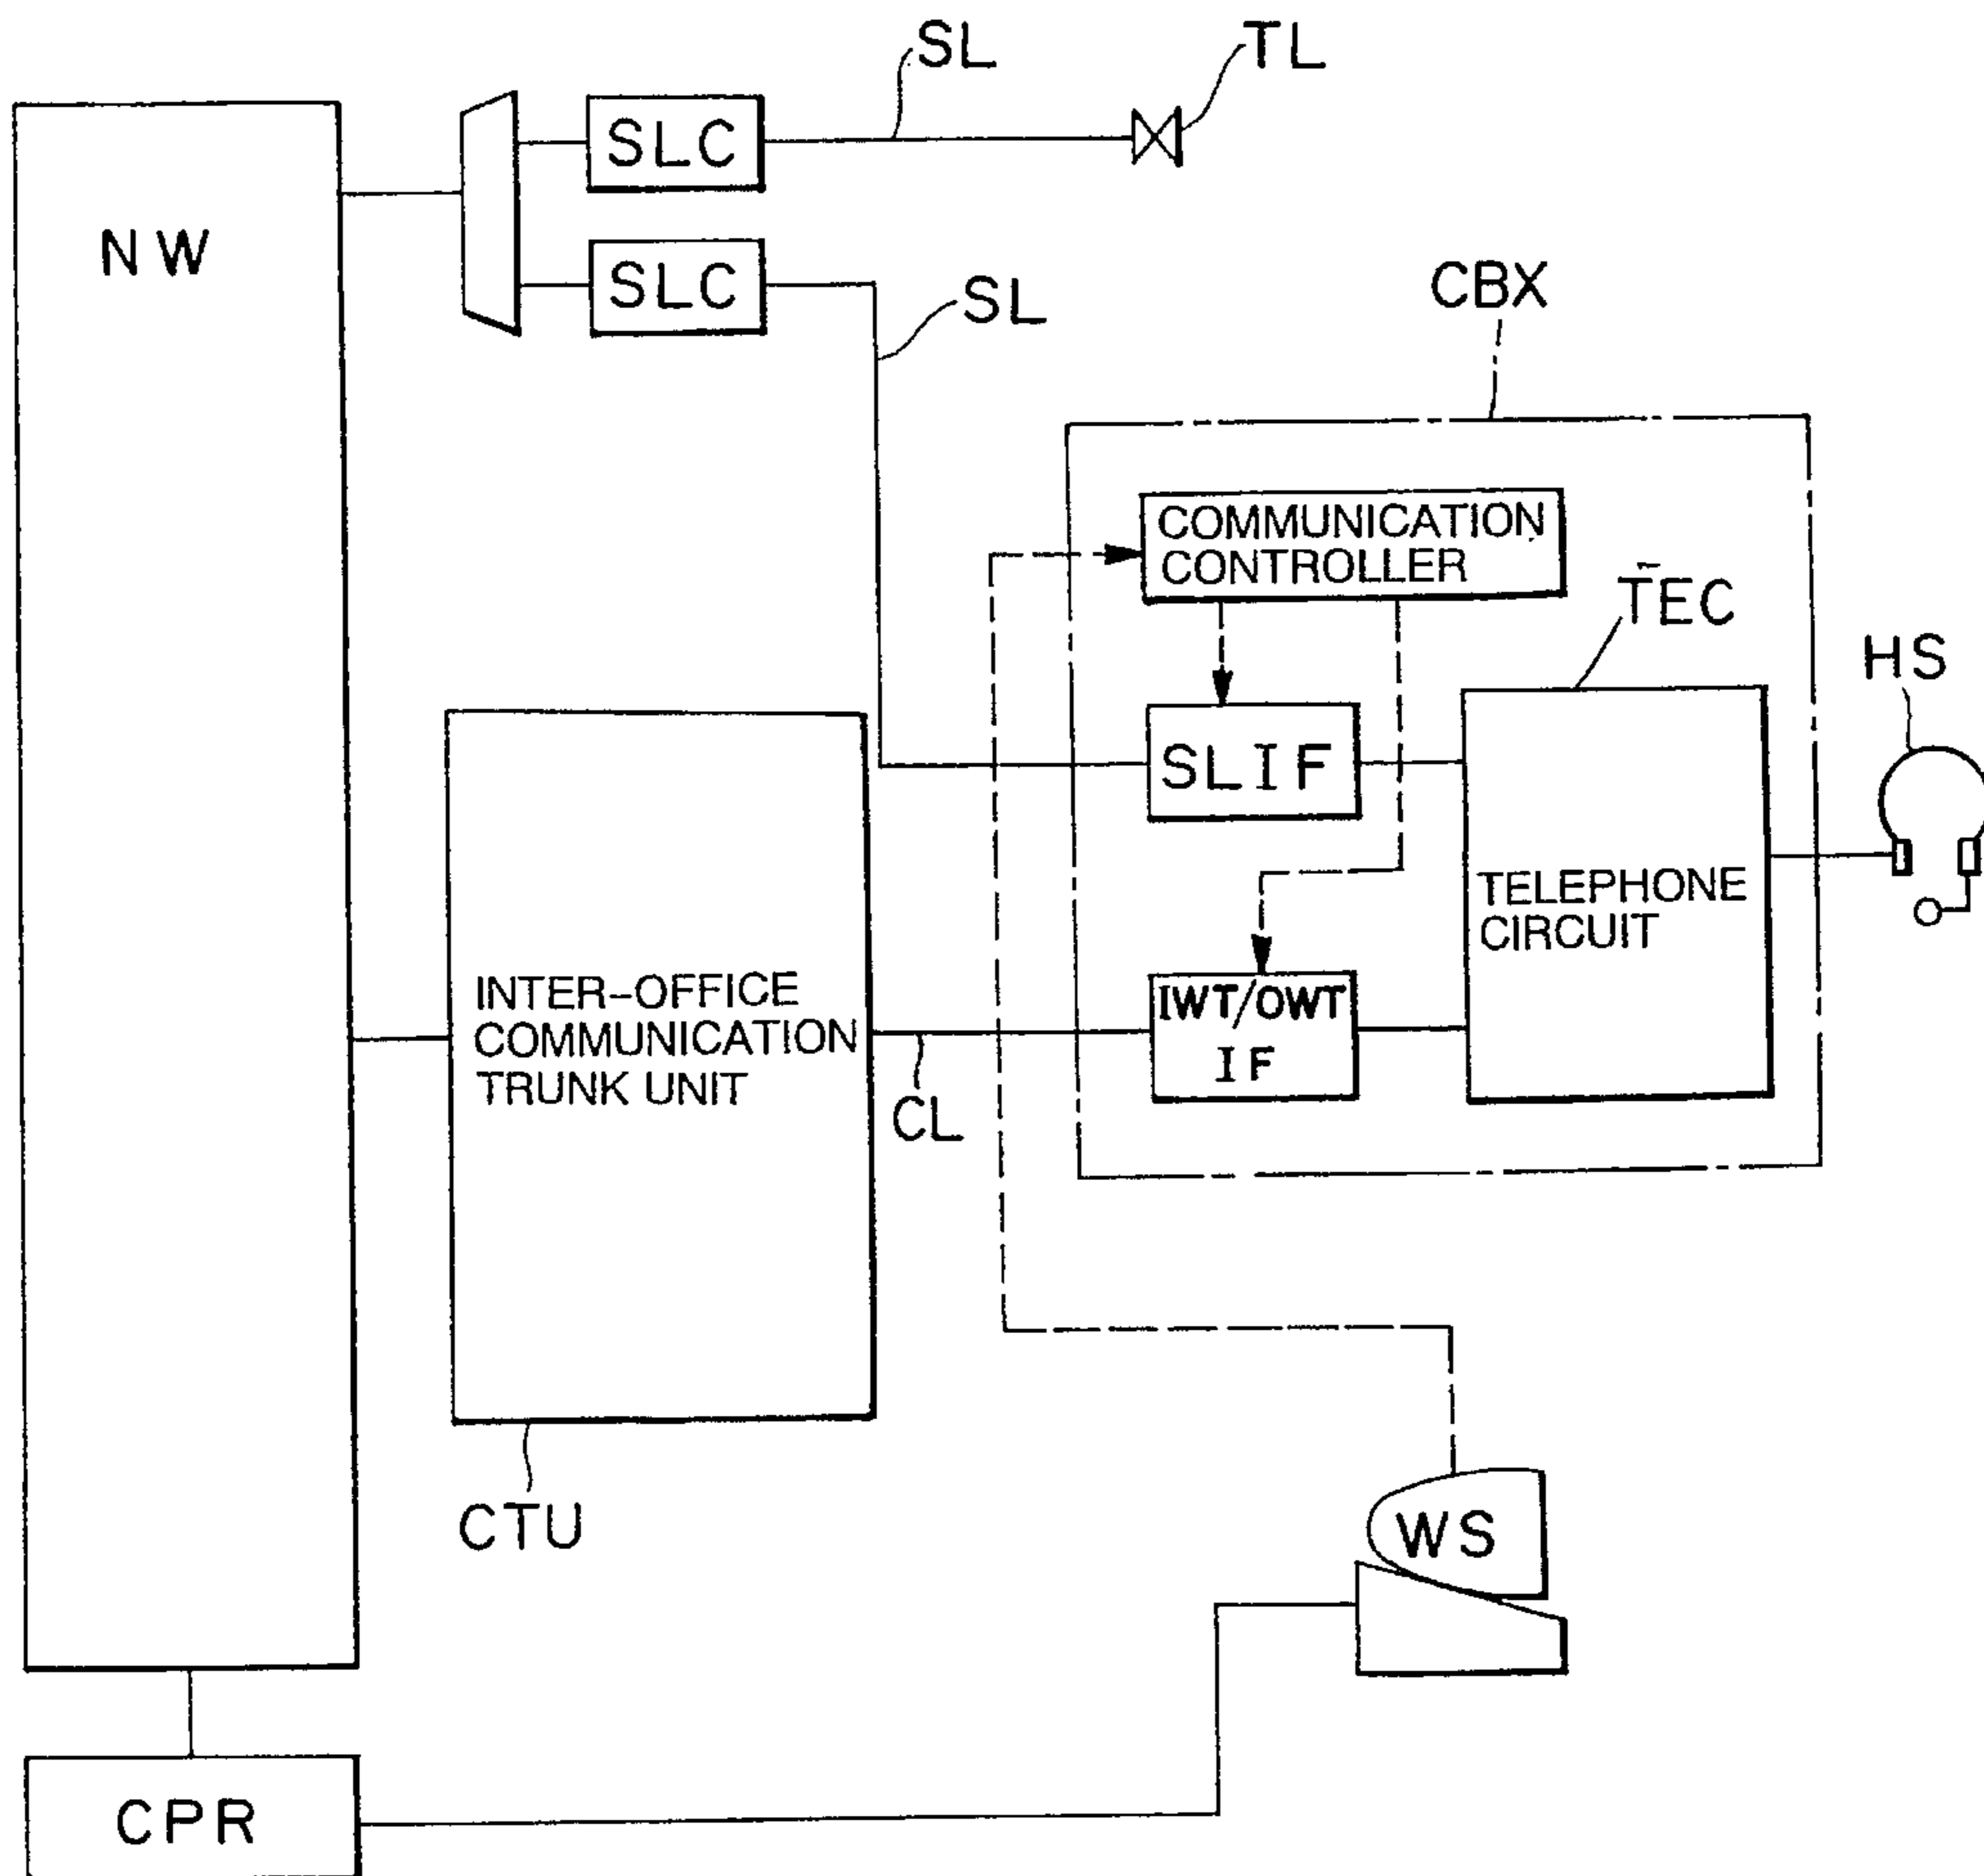 SL
TL
SLC
NW
SLC
SL
CBX
COMMUNICATION
CONTROLLER
TEC
HS
SLIF
TELEPHONE
CIRCUIT
INTER-OFFICE
COMMUNICATION
TRUNK UNIT
IWT/OWT
IF
CL
CTU
WS
CPR